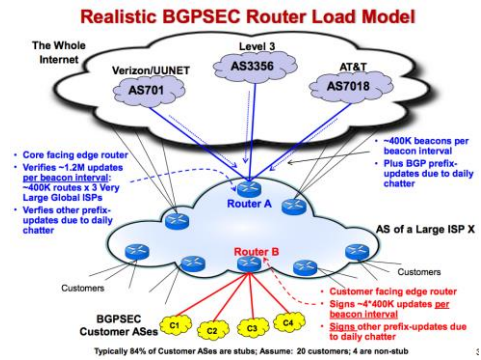 Realistic BGPSEC Router Load Model
The Whole
Internet
Level 3
AS3356
Verizon/UUNET
AS701
AT&T
AS7018
• Core facing edge router
• Verifies ~1.2M updates
per beacon interval:
~400K routes x 3 Very
Large Global ISPs
• Verfies other prefix-
updates due to daily
chatter
• ~400K beacons per
beacon interval
• Plus BGP prefix-
updates due to daily
chatter
Router A
AS of a Large ISP X
Router B
Customers
Customers
• Customer facing edge router
• Signs ~4*400K updates per
beacon interval
• Signs other prefix-updates due
to daily chatter
BGPSEC
Customer ASes
C1
C2
C3
C4
Typically 84% of Customer ASes are stubs; Assume: 20 customers; 4 are non-stub
3